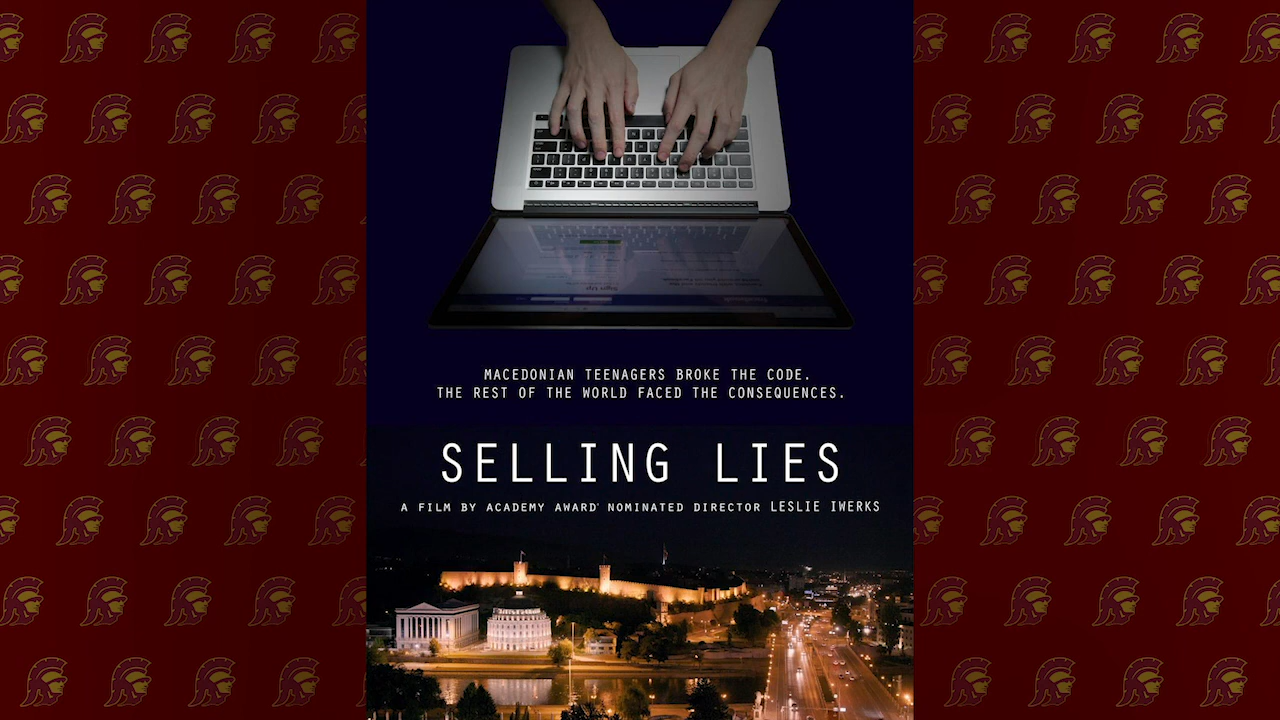 MACEDONIAN TEENAGERS BROKE THE CODE.
THE REST OF THE WORLD FACED THE CONSEQUENCES.
SELLING LIES
A FILM BY ACADEMY AWARD® NOMINATED DIRECTOR LESLIE IWERKS